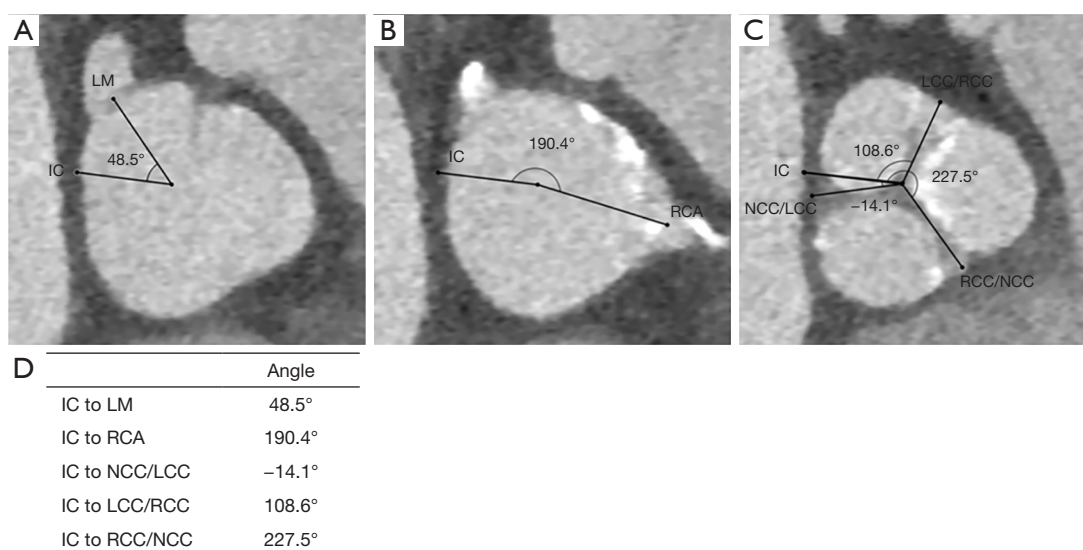 A
LM
IC
48.5°
B
190.4°
IC
RCA
C
LCC/RCC
108.6°
IC
227.5°
NCC/LCC
−14.1°
RCC/NCC
D
Angle
IC to LM 48.5°
IC to RCA 190.4°
IC to NCC/LCC −14.1°
IC to LCC/RCC 108.6°
IC to RCC/NCC 227.5°